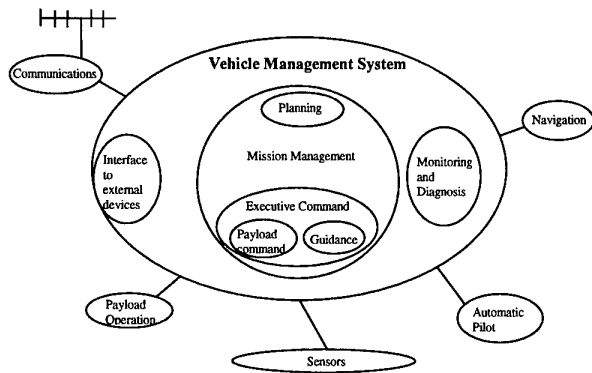 Vehicle Management System
Communications
Planning
Navigation
Mission Management
Interface
to
external
devices
Monitoring
and
Diagnosis
Executive Command
Payload
command
Guidance
Payload
Operation
Automatic
Pilot
Sensors